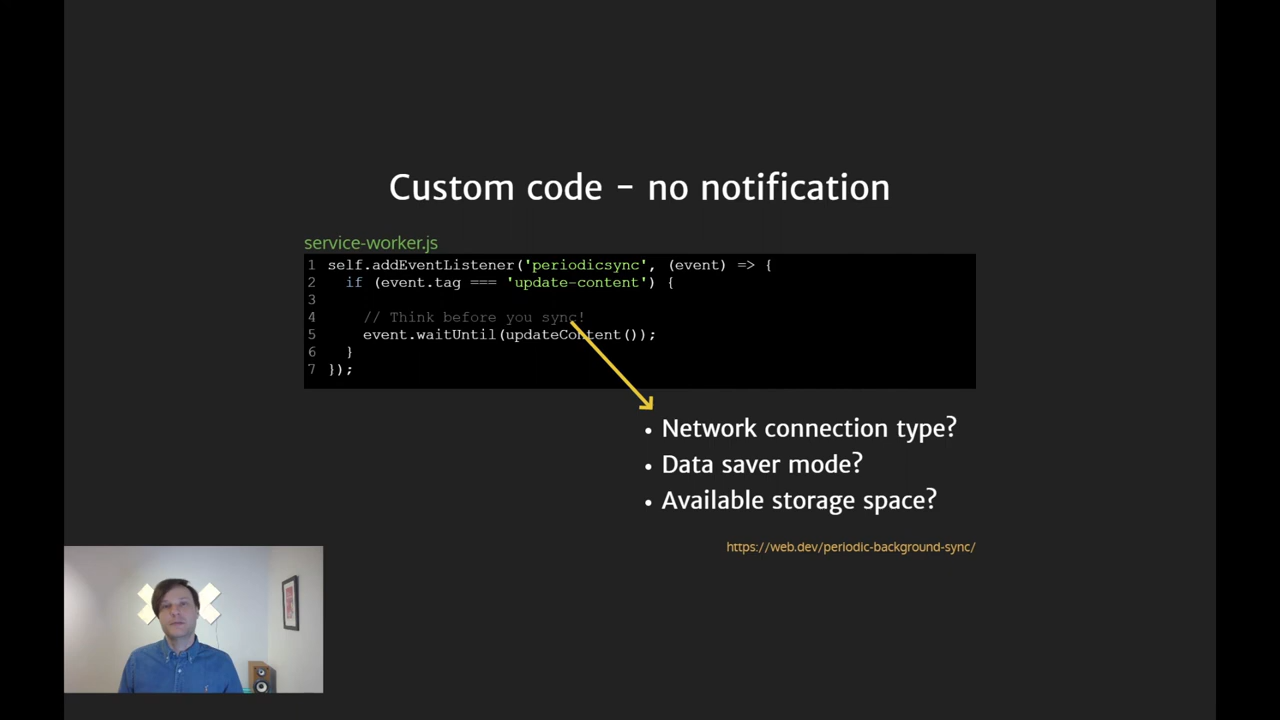 Custom code - no notification
service-worker.js
1 self.addEventListener('periodicsync', (event) => {
2   if (event.tag === 'update-content') {
3
4     // Think before you sync!
5     event.waitUntil(updateContent());
6   }
7 });
• Network connection type?
• Data saver mode?
• Available storage space?
https://web.dev/periodic-background-sync/